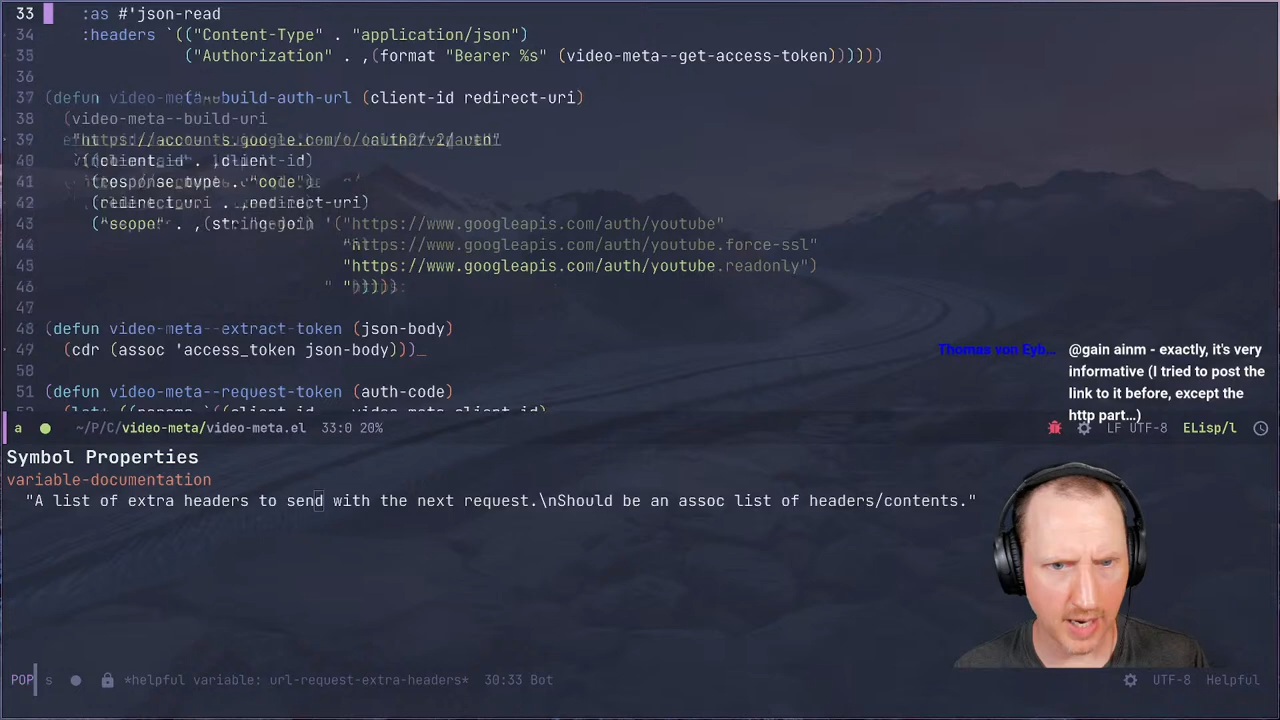 33 :as #'json-read
34 :headers `(("Content-Type" . "application/json")
35 ("Authorization" . ,(format "Bearer %s" (video-meta--get-access-token))))))
36
37 (defun video-meta--build-auth-url (client-id redirect-uri)
38 (video-meta--build-uri
39
40 `((client_id . ,client-id)
41 (response_type . "code")
42 (redirect_uri . ,redirect-uri)
43 ("scope" . ,(string-join '("https://www.googleapis.com/auth/youtube"
44 "https://www.googleapis.com/auth/youtube.force-ssl"
45 "https://www.googleapis.com/auth/youtube.readonly")
46 " "))))
47
48 (defun video-meta--extract-token (json-body)
49 (cdr (assoc 'access_token json-body)))
50
51 (defun video-meta--request-token (auth-code)
Thomas von Eyb... @gain ainm - exactly, it's very
informative (I tried to post the
link to it before, except the
http part...)
a ~/P/C/video-meta/video-meta.el 33:0 20% LF UTF-8 ELisp/l
Symbol Properties
variable-documentation
"A list of extra headers to send with the next request.\nShould be an assoc list of headers/contents."
POP s *helpful variable: url-request-extra-headers* 30:33 Bot UTF-8 Helpful